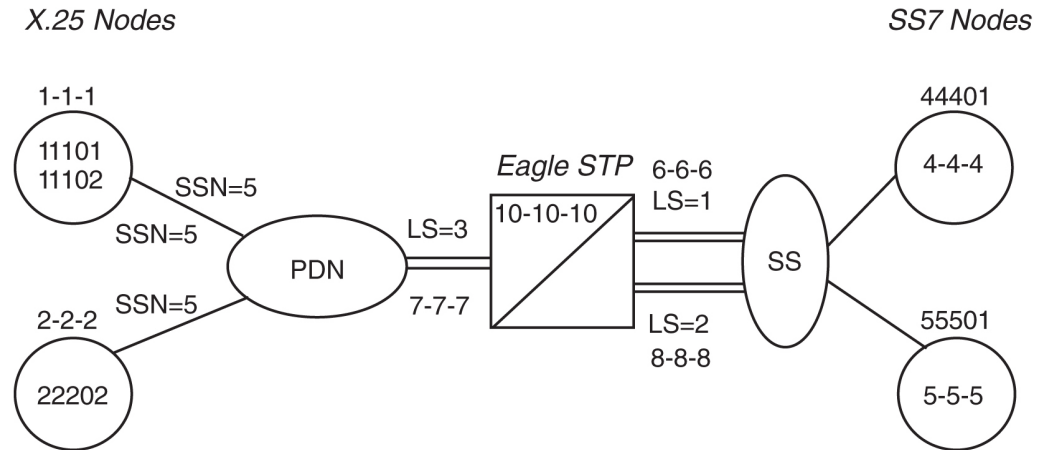 X.25 Nodes
SS7 Nodes
1-1-1
11101
11102
SSN=5
SSN=5
SSN=5
2-2-2
22202
PDN
LS=3
7-7-7
Eagle STP
10-10-10
6-6-6
LS=1
LS=2
8-8-8
SS
44401
4-4-4
55501
5-5-5